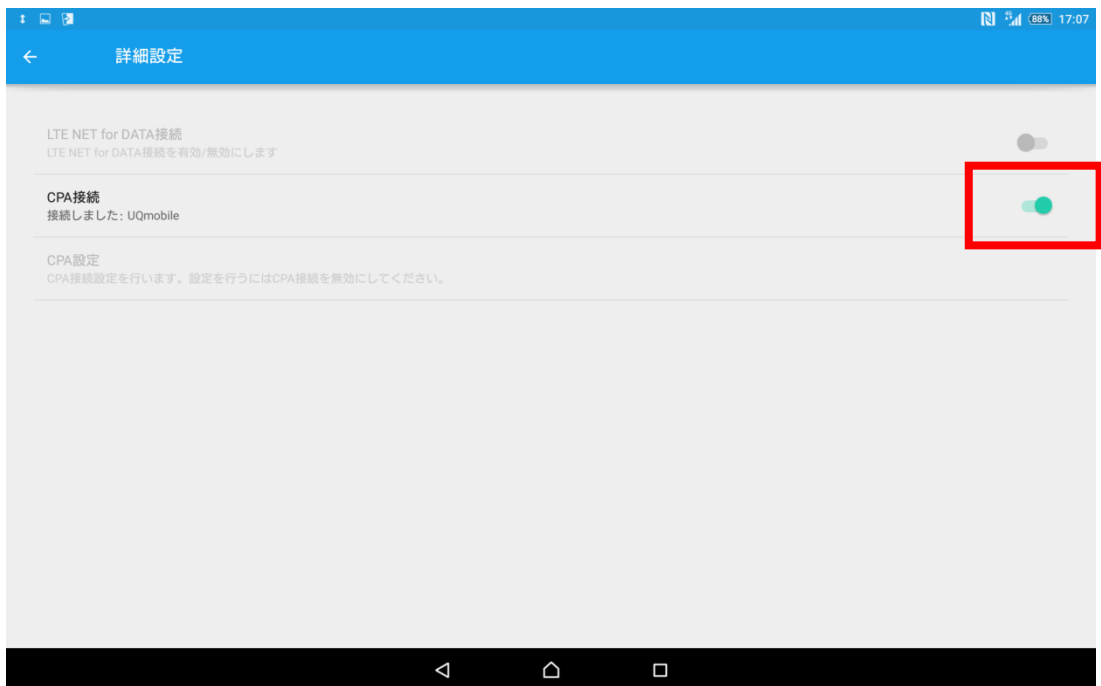 4G 88% 17:07
詳細設定
LTE NET for DATA接続
LTE NET for DATA接続を有効/無効にします
CPA接続
接続しました: UQmobile
CPA設定
CPA接続設定を行います。設定を行うにはCPA接続を無効にしてください。